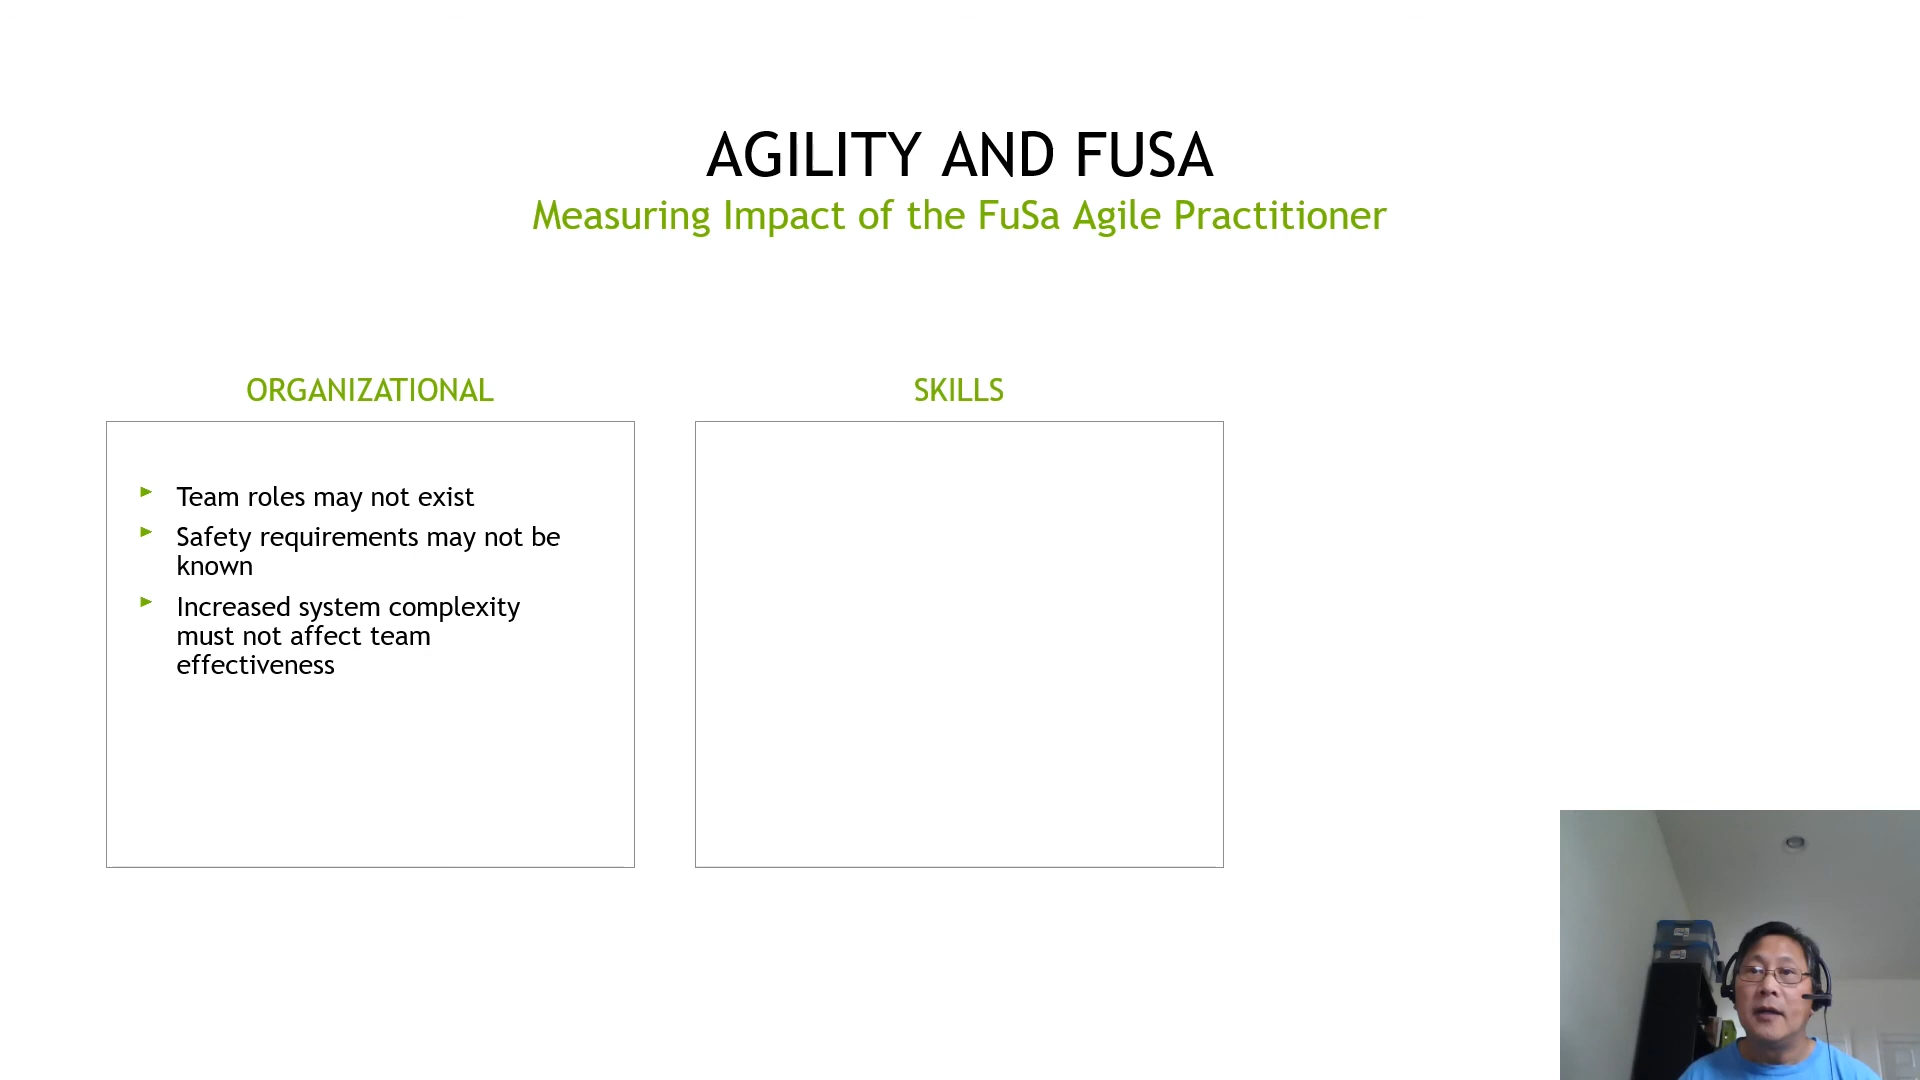 AGILITY AND FUSA
Measuring Impact of the FuSa Agile Practitioner
ORGANIZATIONAL
Team roles may not exist
Safety requirements may not be
known
Increased system complexity
must not affect team
effectiveness
SKILLS